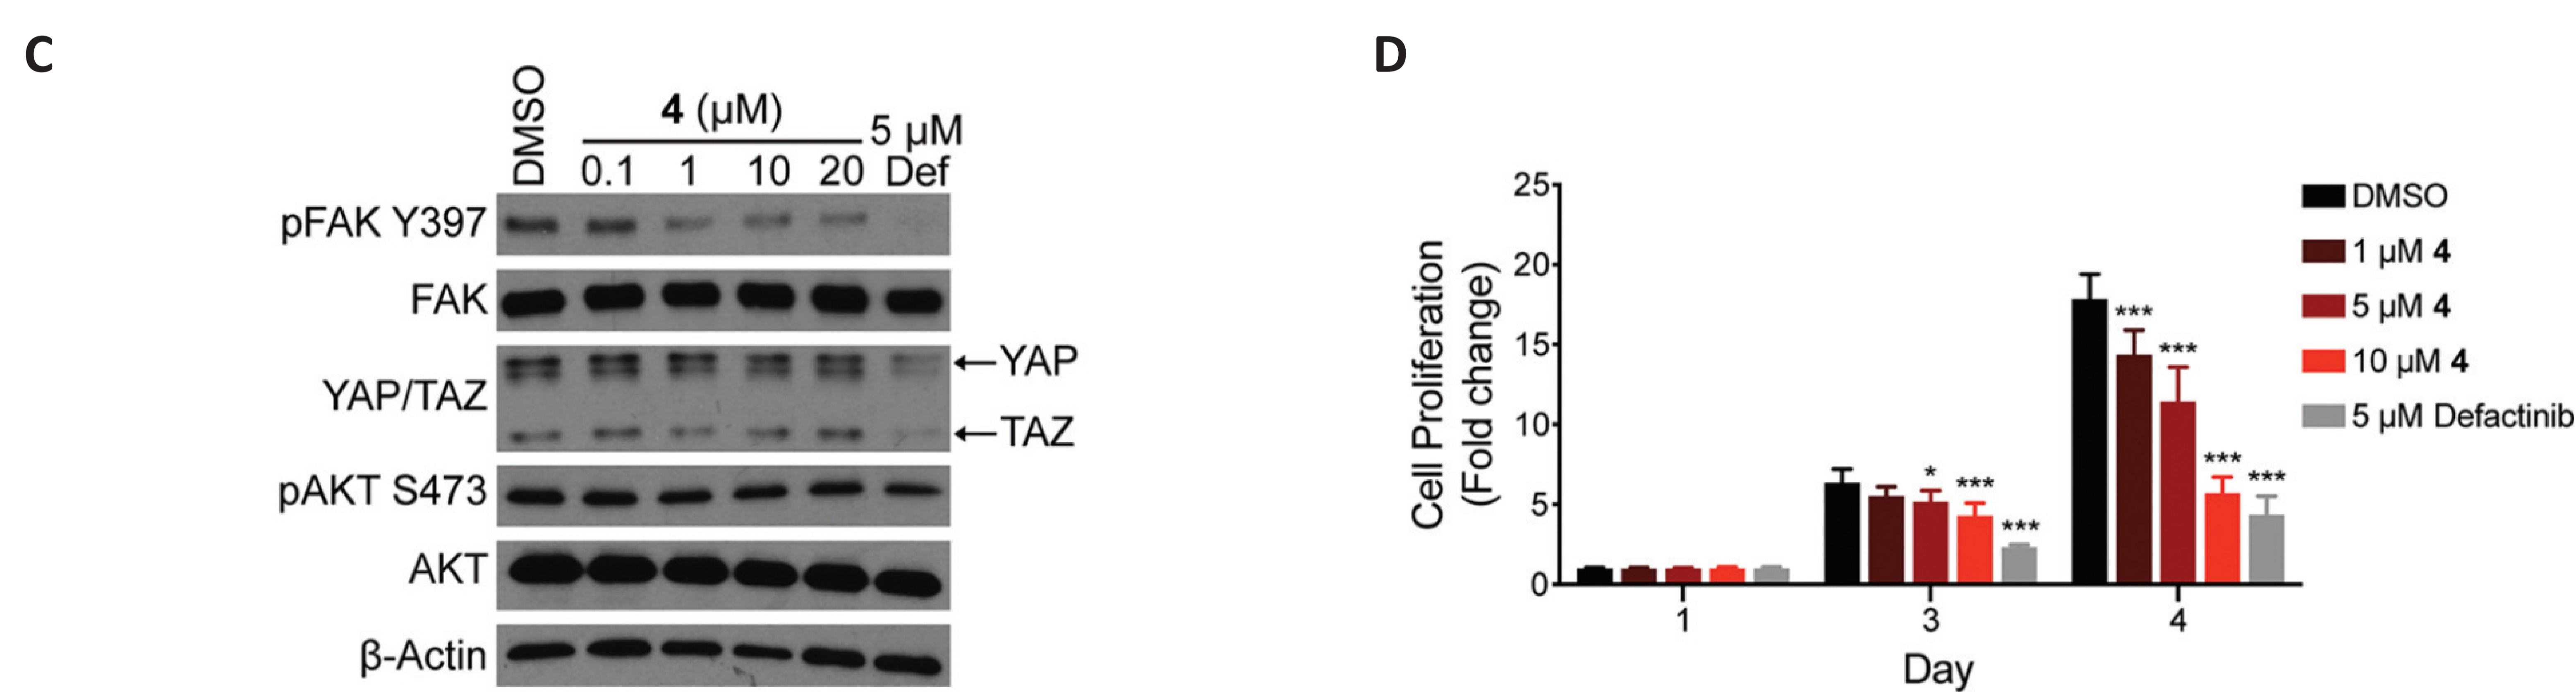 C
DMSO
4 (µM)
5 µM
0.1 1 10 20 Def
pFAK Y397
FAK
YAP/TAZ
←YAP
←TAZ
pAKT S473
AKT
β-Actin
D
Cell Proliferation
(Fold change)
25
20
15
10
5
0
***
***
***
***
*
***
***
1 3 4
Day
DMSO
1 µM 4
5 µM 4
10 µM 4
5 µM Defactinib